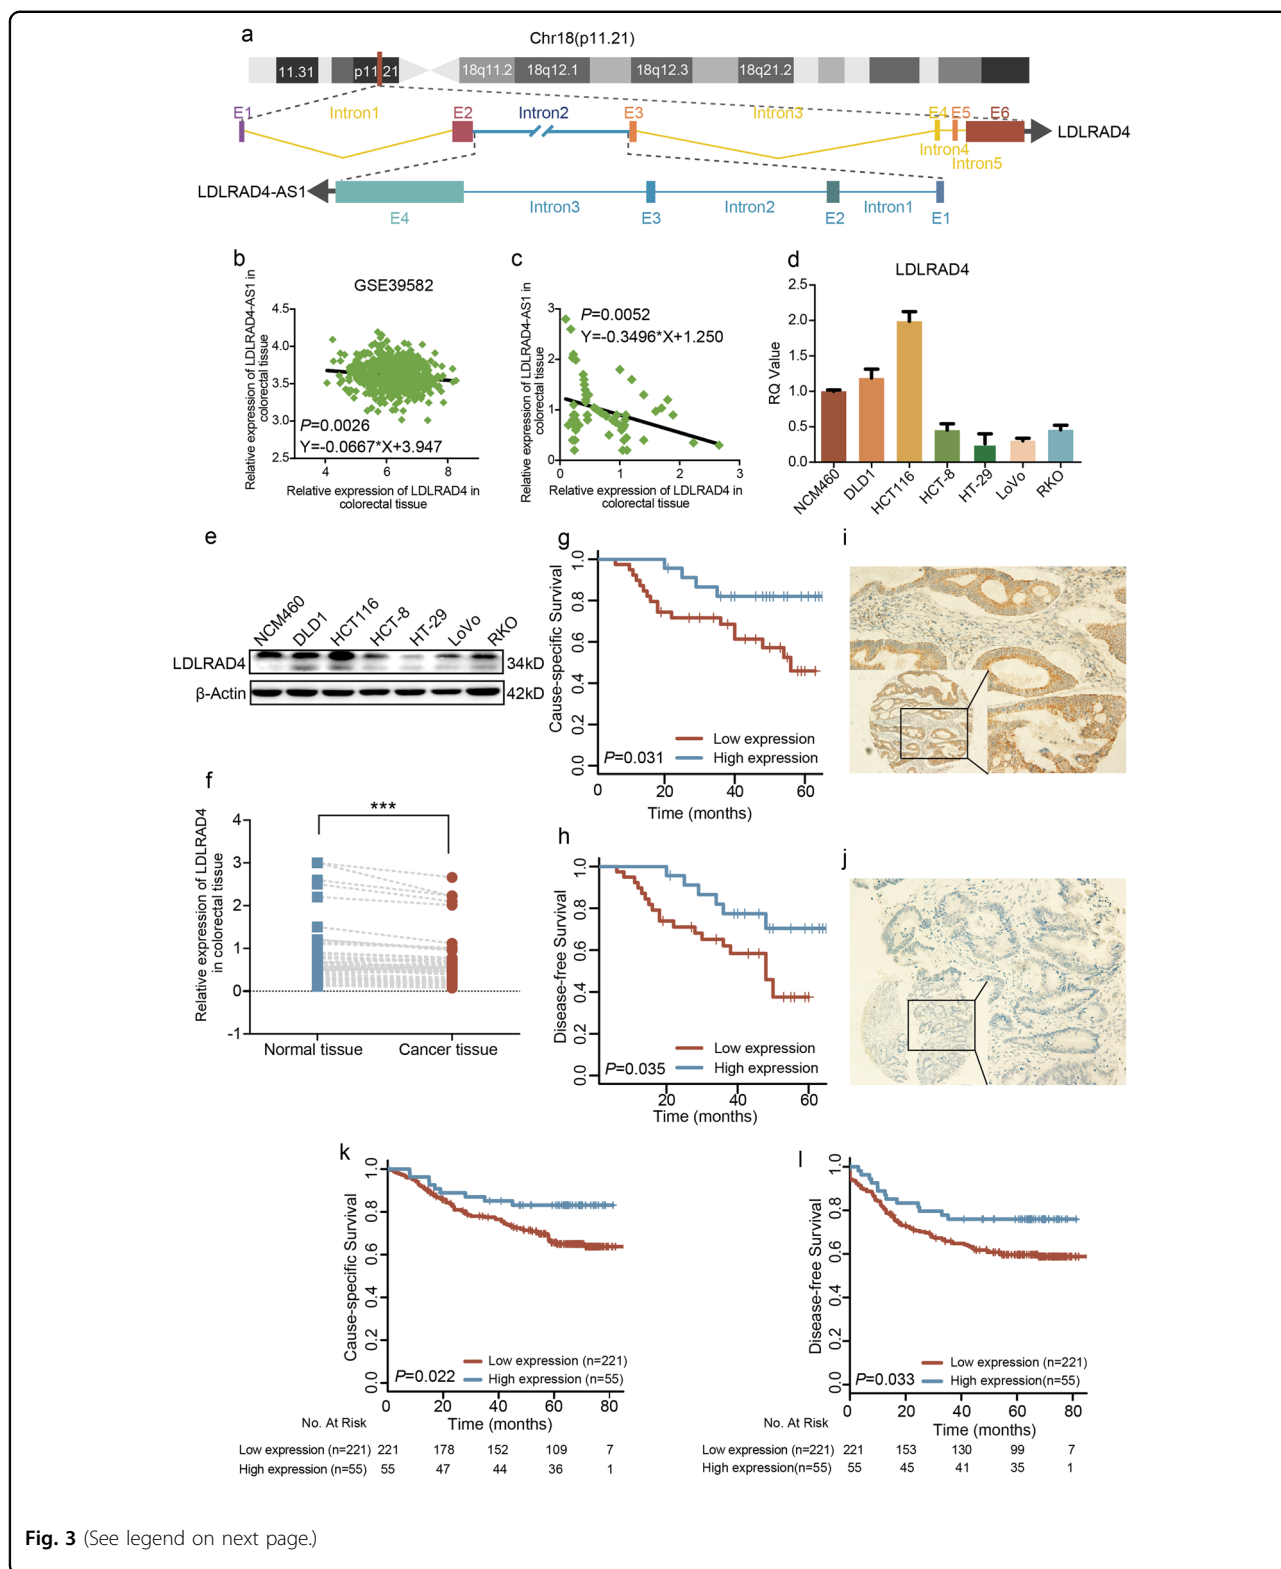 a
Chr18(p11.21)
11.31 p11.21 18q11.2 18q12.1 18q12.3 18q21.2
E1 Intron1 E2 Intron2 E3 Intron3 E4 E5 E6
LDLRAD4
Intron4
Intron5
LDLRAD4-AS1
E4 Intron3 E3 Intron2 E2 Intron1 E1
b
GSE39582
Relative expression of LDLRAD4-AS1 in
colorectal tissue
4.5
4.0
3.5
3.0
2.5
P=0.0026
Y=-0.0667*X+3.947
4 6 8
Relative expression of LDLRAD4 in
colorectal tissue
c
Relative expression of LDLRAD4-AS1 in
colorectal tissue
3
2
1
0
P=0.0052
Y=-0.3496*X+1.250
0 1 2 3
Relative expression of LDLRAD4 in
colorectal tissue
d
LDLRAD4
RQ Value
2.5
2.0
1.5
1.0
0.5
0.0
NCM460 DLD1 HCT116 HCT-8 HT-29 LoVo RKO
e
NCM460 DLD1 HCT116 HCT-8 HT-29 LoVo RKO
LDLRAD4 34kD
β-Actin 42kD
f
Relative expression of LDLRAD4
in colorectal tissue
***
4
3
2
1
0
-1
Normal tissue Cancer tissue
g
Cause-specific Survival
1.0
0.8
0.6
0.4
0.2
0.0
Low expression
High expression
P=0.031
0 20 40 60
Time (months)
h
Disease-free Survival
1.0
0.8
0.6
0.4
0.2
0.0
Low expression
High expression
P=0.035
20 40 60
Time (months)
i
j
k
Cause-specific Survival
1.0
0.8
0.6
0.4
0.2
0.0
Low expression (n=221)
High expression (n=55)
P=0.022
0 20 40 60 80
Time (months)
No. At Risk
Low expression (n=221) 221 178 152 109 7
High expression (n=55) 55 47 44 36 1
l
Disease-free Survival
1.0
0.8
0.6
0.4
0.2
0.0
Low expression (n=221)
High expression(n=55)
P=0.033
0 20 40 60 80
Time (months)
No. At Risk
Low expression (n=221) 221 153 130 99 7
High expression(n=55) 55 45 41 35 1
Fig. 3 (See legend on next page.)